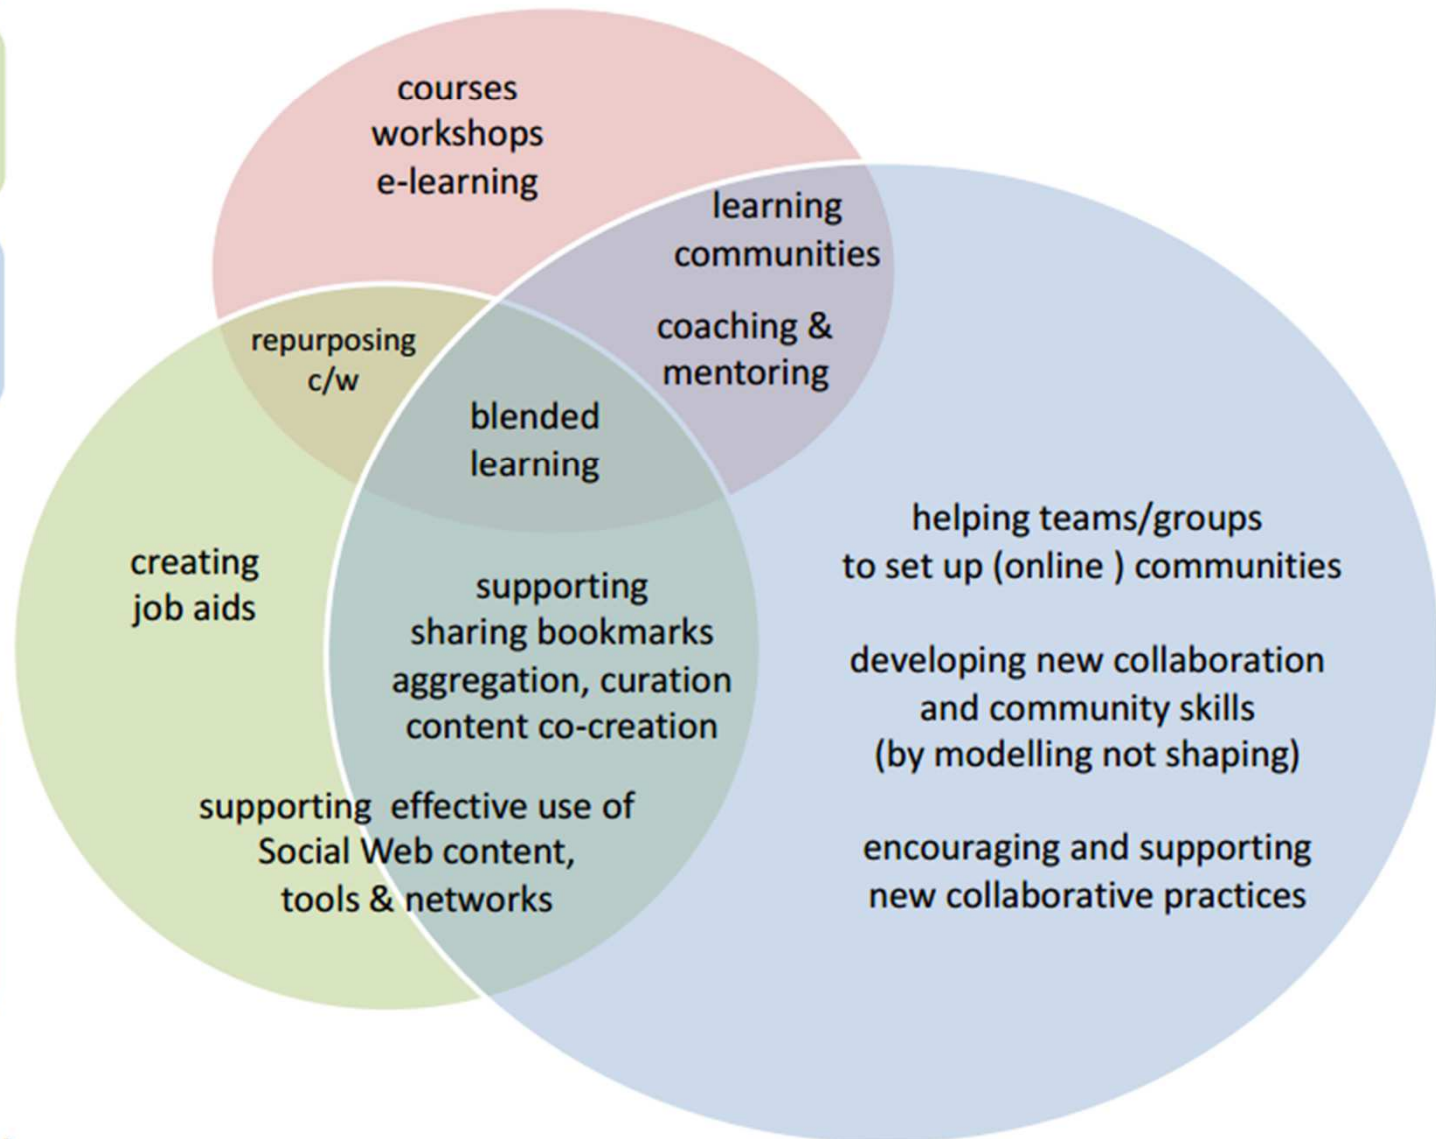 courses
workshops
e-learning
learning
communities
coaching &
mentoring
repurposing
c/w
blended
learning
creating
job aids
supporting
sharing bookmarks
aggregation, curation
content co-creation
supporting  effective use of
Social Web content,
tools & networks
helping teams/groups
to set up (online ) communities
developing new collaboration
and community skills
(by modelling not shaping)
encouraging and supporting
new collaborative practices